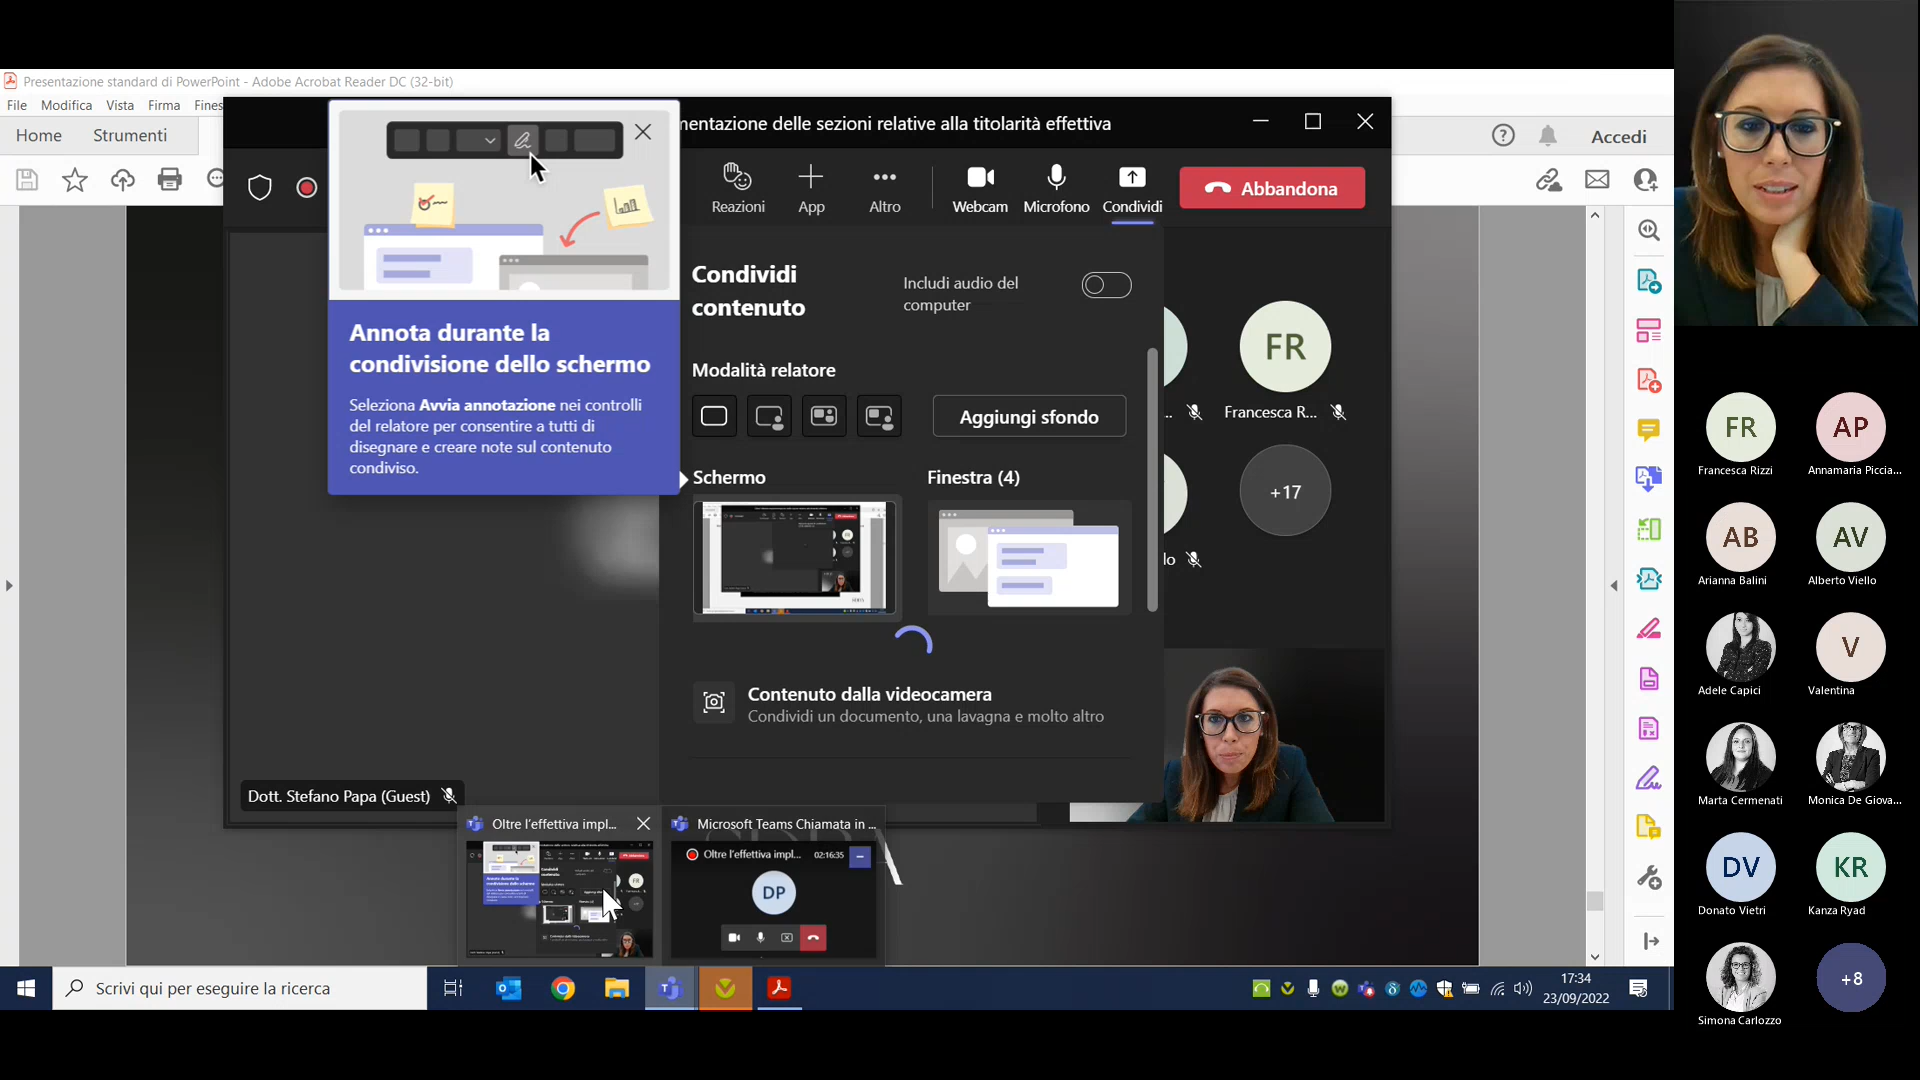 Presentazione standard di PowerPoint - Adobe Acrobat Reader DC (32-bit)
File Modifica Vista Firma Fines
Home Strumenti
Accedi
mentazione delle sezioni relative alla titolarità effettiva
Reazioni App Altro Webcam Microfono Condividi Abbandona
Annota durante la
condivisione dello schermo
Seleziona Avvia annotazione nei controlli
del relatore per consentire a tutti di
disegnare e creare note sul contenuto
condiviso.
Condividi
contenuto
Includi audio del
computer
Modalità relatore
Aggiungi sfondo
Schermo
Finestra (4)
Contenuto dalla videocamera
Condividi un documento, una lavagna e molto altro
FR
Francesca R...
+17
lo
Dott. Stefano Papa (Guest)
Oltre l'effettiva impl...
Microsoft Teams Chiamata in ...
Oltre l'effettiva impl... 02:16:35
DP
Scrivi qui per eseguire la ricerca
17:34
23/09/2022
FR AP
Francesca Rizzi Annamaria Piccia...
AB AV
Arianna Balini Alberto Viello
V
Adele Capici Valentina
Marta Cermenati Monica De Giova...
DV KR
Donato Vietri Kanza Ryad
+8
Simona Carlozzo